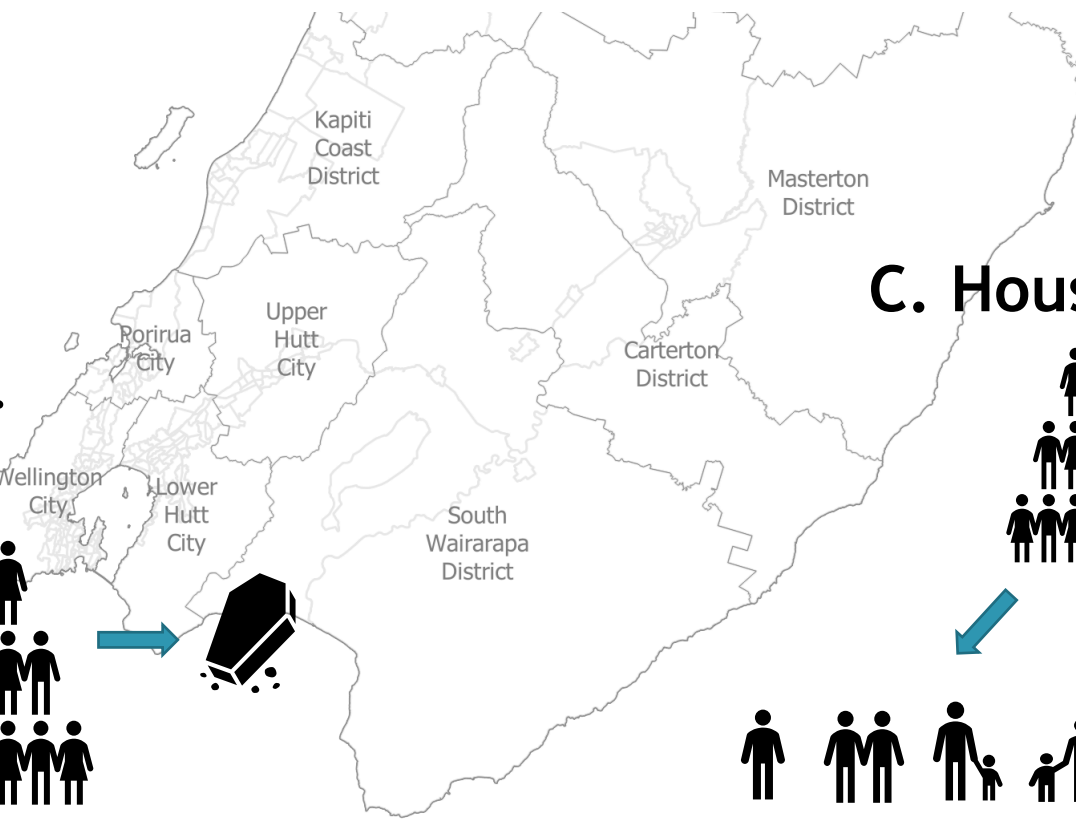 Kapiti
Coast
District
Masterton
District
C. Hous
Upper
Hutt
City
Porirua
City
Carterton
District
Wellington
City
Lower
Hutt
City
South
Wairarapa
District